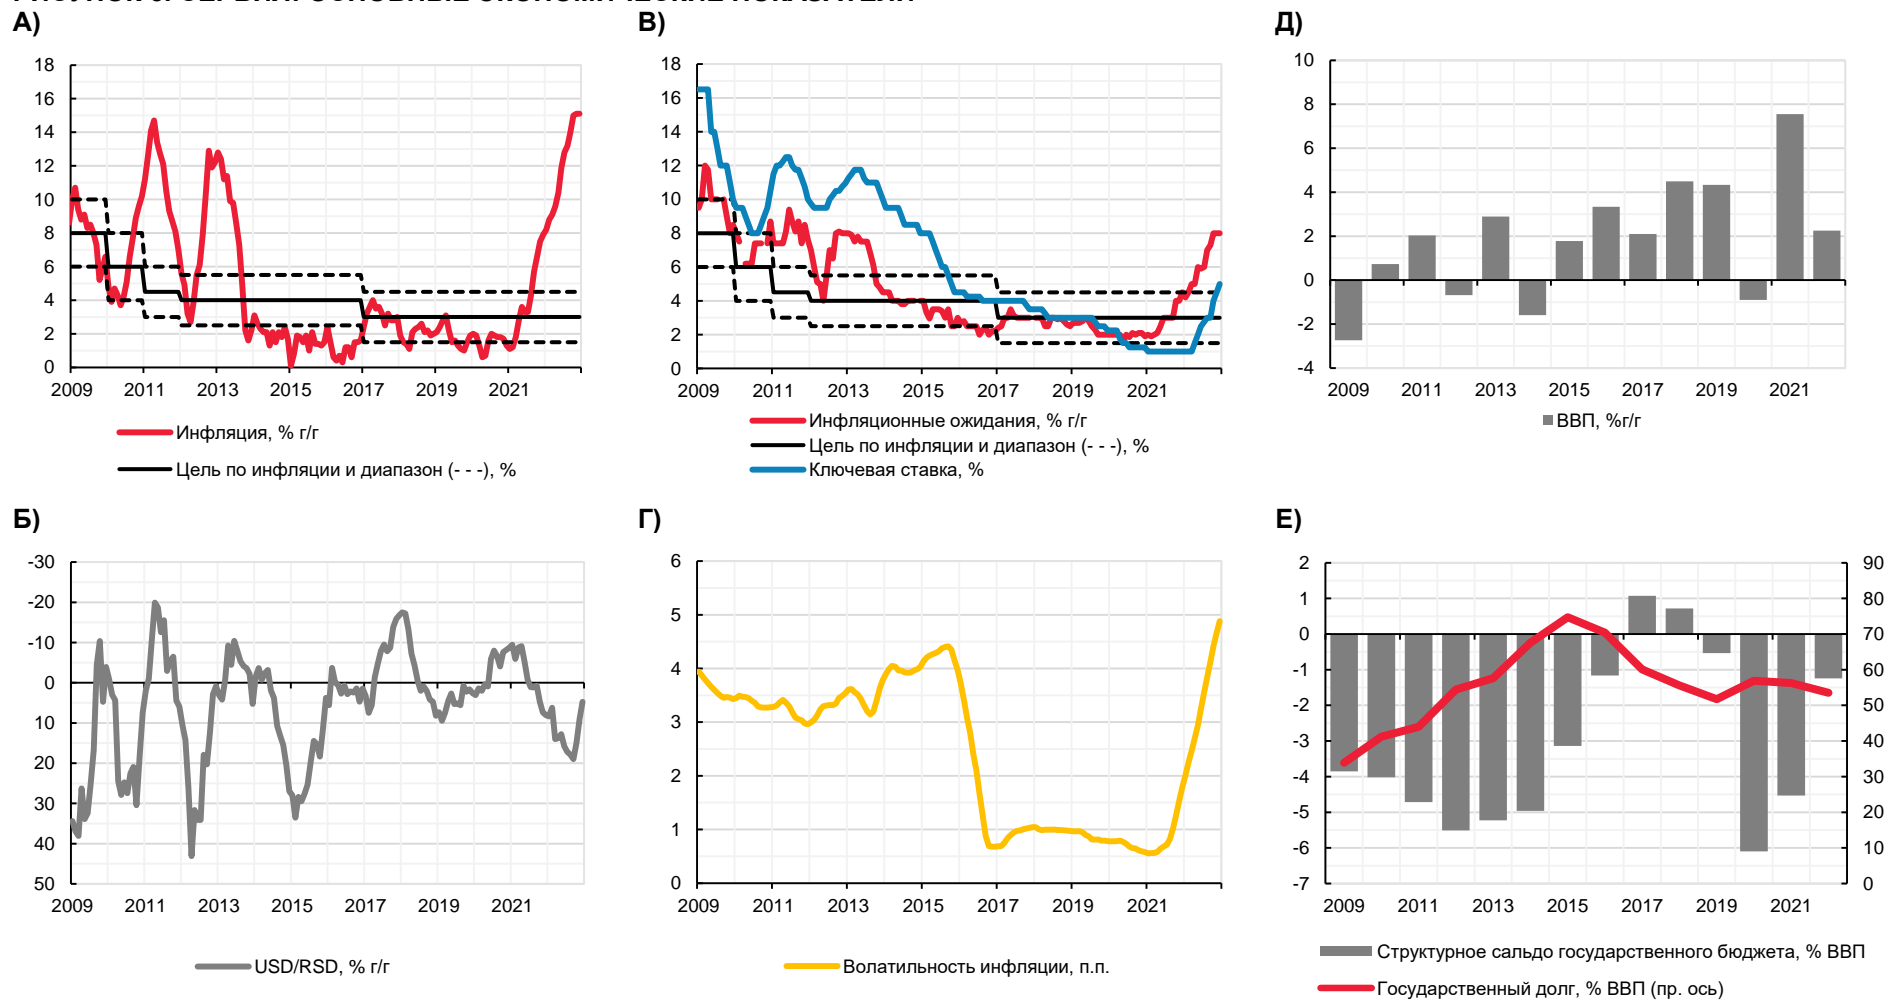 РИСУНОК СЕРБИЯ: ОСНОВНЫЕ ЭКОНОМИЧЕСКИЕ ПОКАЗАТЕЛИ
А)
18
16
14
12
10
8
6
4
2
0
2009 2011 2013 2015 2017 2019 2021
Инфляция, % г/г
Цель по инфляции и диапазон (- - -), %
В)
18
16
14
12
10
8
6
4
2
0
2009 2011 2013 2015 2017 2019 2021
Инфляционные ожидания, % г/г
Цель по инфляции и диапазон (- - -), %
Ключевая ставка, %
Д)
10
8
6
4
2
0
-2
-4
2009 2011 2013 2015 2017 2019 2021
ВВП, %г/г
Б)
-30
-20
-10
0
10
20
30
40
50
2009 2011 2013 2015 2017 2019 2021
USD/RSD, % г/г
Г)
6
5
4
3
2
1
0
2009 2011 2013 2015 2017 2019 2021
Волатильность инфляции, п.п.
Е)
2 90
1 80
0 70
-1 60
-2 50
-3 40
-4 30
-5 20
-6 10
-7 0
2009 2011 2013 2015 2017 2019 2021
Структурное сальдо государственного бюджета, % ВВП
Государственный долг, % ВВП (пр. ось)